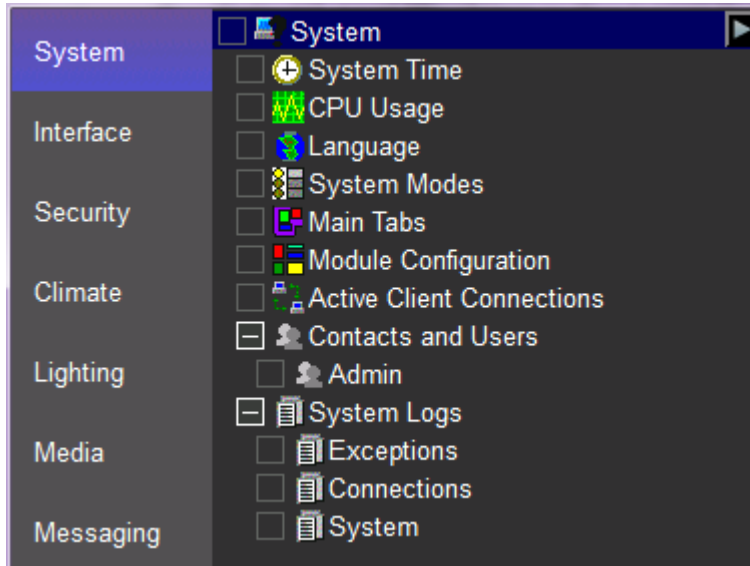 System
Interface
Security
Climate
Lighting
Media
Messaging
System
System Time
CPU Usage
Language
System Modes
Main Tabs
Module Configuration
Active Client Connections
Contacts and Users
Admin
System Logs
Exceptions
Connections
System